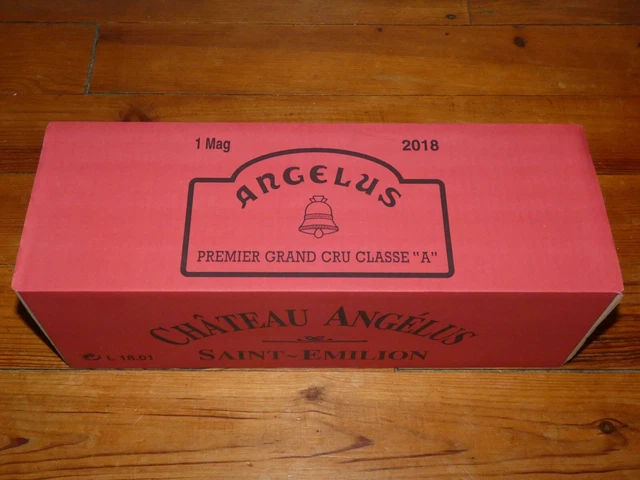 1 Mag 2018
ANGELUS
PREMIER GRAND CRU CLASSE "A"
CHÂTEAU ANGÉLUS
SAINT~EMILION
L 18.01